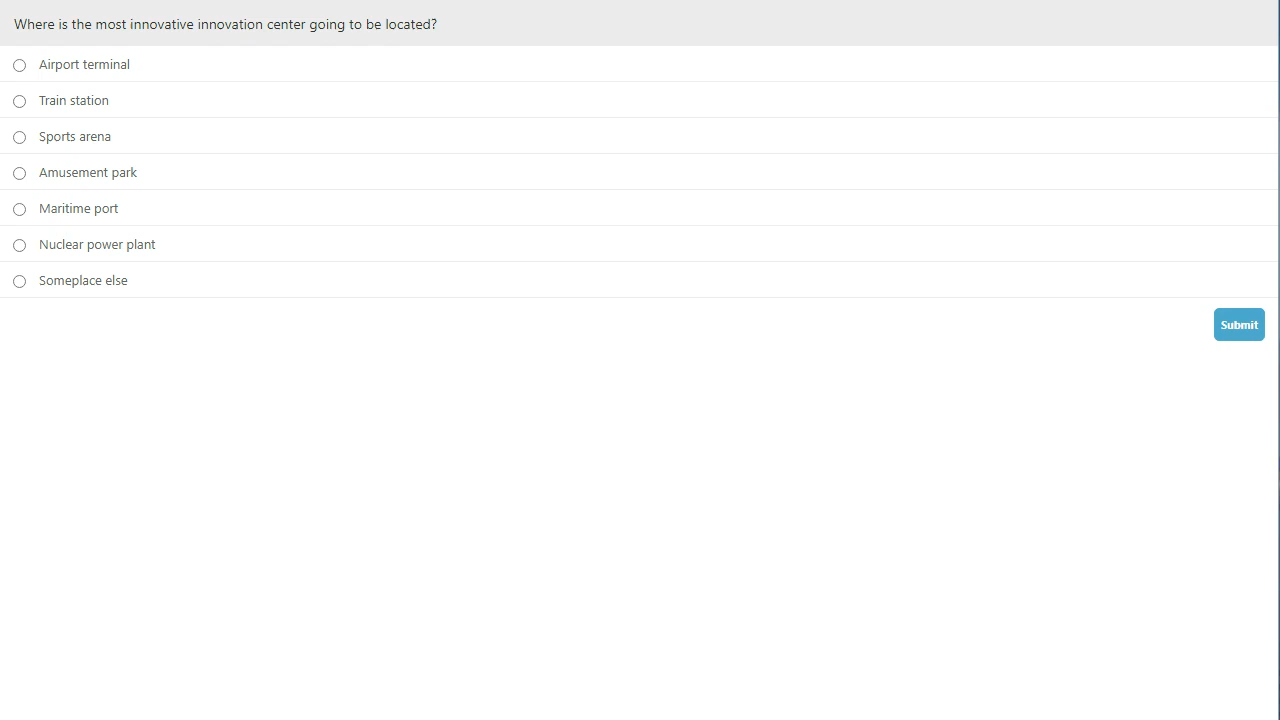 Where is the most innovative innovation center going to be located?
Airport terminal
Train station
Sports arena
Amusement park
Maritime port
Nuclear power plant
Someplace else
Submit